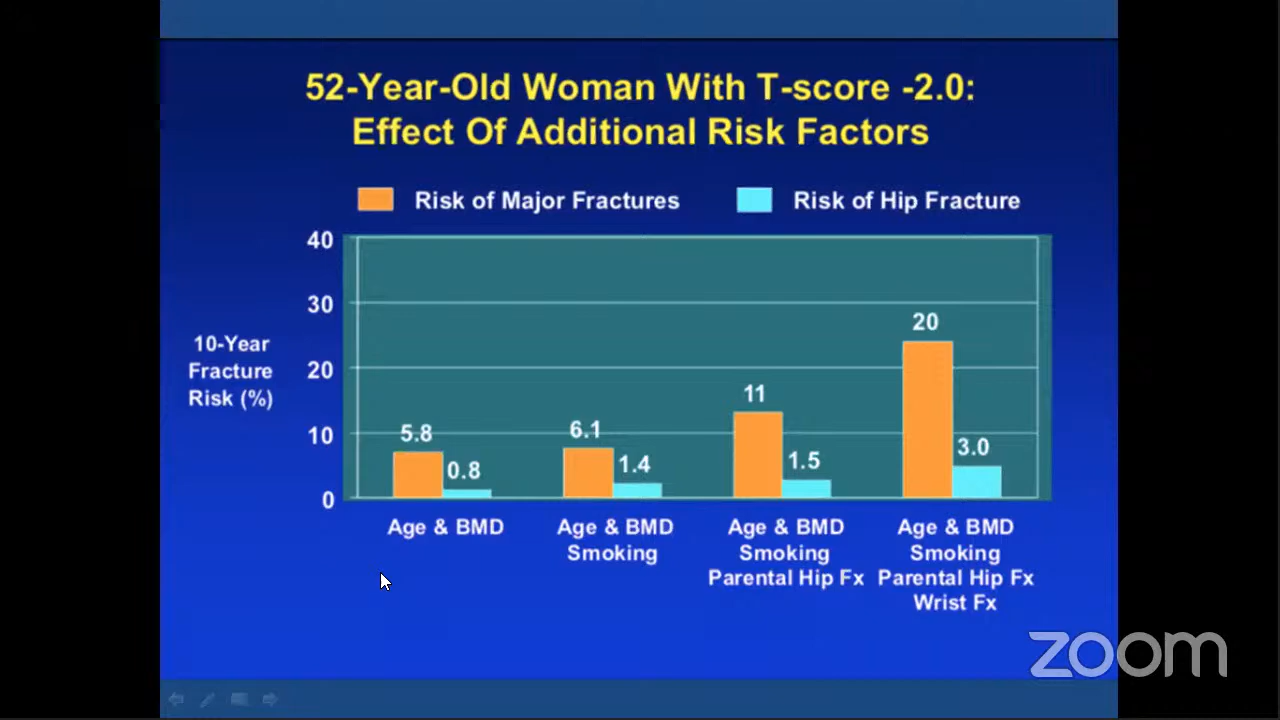 52-Year-Old Woman With T-score -2.0:
Effect Of Additional Risk Factors
Risk of Major Fractures
Risk of Hip Fracture
10-Year
Fracture
Risk (%)
40
30
20
10
0
5.8
0.8
6.1
1.4
11
1.5
20
3.0
Age & BMD
Age & BMD
Smoking
Age & BMD
Smoking
Parental Hip Fx
Age & BMD
Smoking
Parental Hip Fx
Wrist Fx
zoom